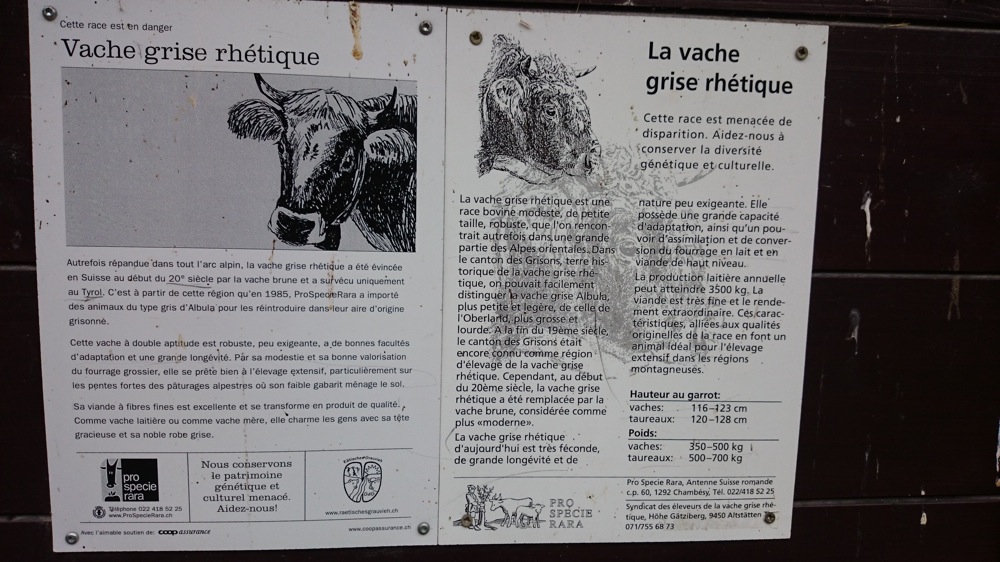 Cette race est en danger
Vache grise rhétique
Autrefois répandue dans tout l'arc alpin, la vache grise rhétique a été évincée
en Suisse au début du 20e siècle par la vache brune et a survécu uniquement
au Tyrol. C'est à partir de cette région qu'en 1985, ProSpecieRara a importé
des animaux du type gris d'Albula pour les réintroduire dans leur aire d'origine
grisonne.
Cette vache à double aptitude est robuste, peu exigeante, a de bonnes facultés
d'adaptation et une grande longévité. Par sa modestie et sa bonne valorisation
du fourrage grossier, elle se prête bien à l'élevage extensif, particulièrement sur
les pentes fortes des pâturages alpestres où son faible gabarit ménage le sol.
Sa viande à fibres fines est excellente et se transforme en produit de qualité.
Comme vache laitière ou comme vache mère, elle charme les gens avec sa tête
gracieuse et sa noble robe grise.
pro
specie
rara
Téléphone 022 418 52 25
www.ProSpecieRara.ch
Nous conservons
le patrimoine
génétique et
culturel menacé.
Aidez-nous!
www.raetischesgrauvieh.ch
Avec l'aimable soutien de: coop assurance
www.coopassurance.ch
La vache
grise rhétique
Cette race est menacée de
disparition. Aidez-nous à
conserver la diversité
génétique et culturelle.
La vache grise rhétique est une
race bovine modeste, de petite
taille, robuste, que l'on rencon-
trait autrefois dans une grande
partie des Alpes orientales. Dans
le canton des Grisons, terre his-
torique de la vache grise rhé-
tique, on pouvait facilement
distinguer la vache grise Albula,
plus petite et legère, de celle de
l'Oberland, plus grosse et
lourde. A la fin du 19ème siècle,
le canton des Grisons était
encore connu comme région
d'élevage de la vache grise
rhétique. Cependant, au début
du 20ème siècle, la vache grise
rhétique a été remplacée par la
vache brune, considérée comme
plus «moderne».
La vache grise rhétique
d'aujourd'hui est très féconde,
de grande longévité et de
nature peu exigeante. Elle
possède une grande capacité
d'adaptation, ainsi qu'un pou-
voir d'assimilation et de conver-
sion du fourrage en lait et en
viande de haut niveau.
La production laitière annuelle
peut atteindre 3500 kg. La
viande est très fine et le rende-
ment extraordinaire. Ces carac-
téristiques, alliées aux qualités
originelles de la race en font un
animal idéal pour l'élevage
extensif dans les régions
montagneuses.
Hauteur au garrot:
vaches: 116–123 cm
taureaux: 120–128 cm
Poids:
vaches: 350–500 kg
taureaux: 500–700 kg
PRO
SPECIE
RARA
Pro Specie Rara, Antenne Suisse romande
c.p. 60, 1292 Chambésy, Tél. 022/418 52 25
Syndicat des éleveurs de la vache grise rhé-
tique, Höhe Gätziberg, 9450 Altstätten
071/755 68 73